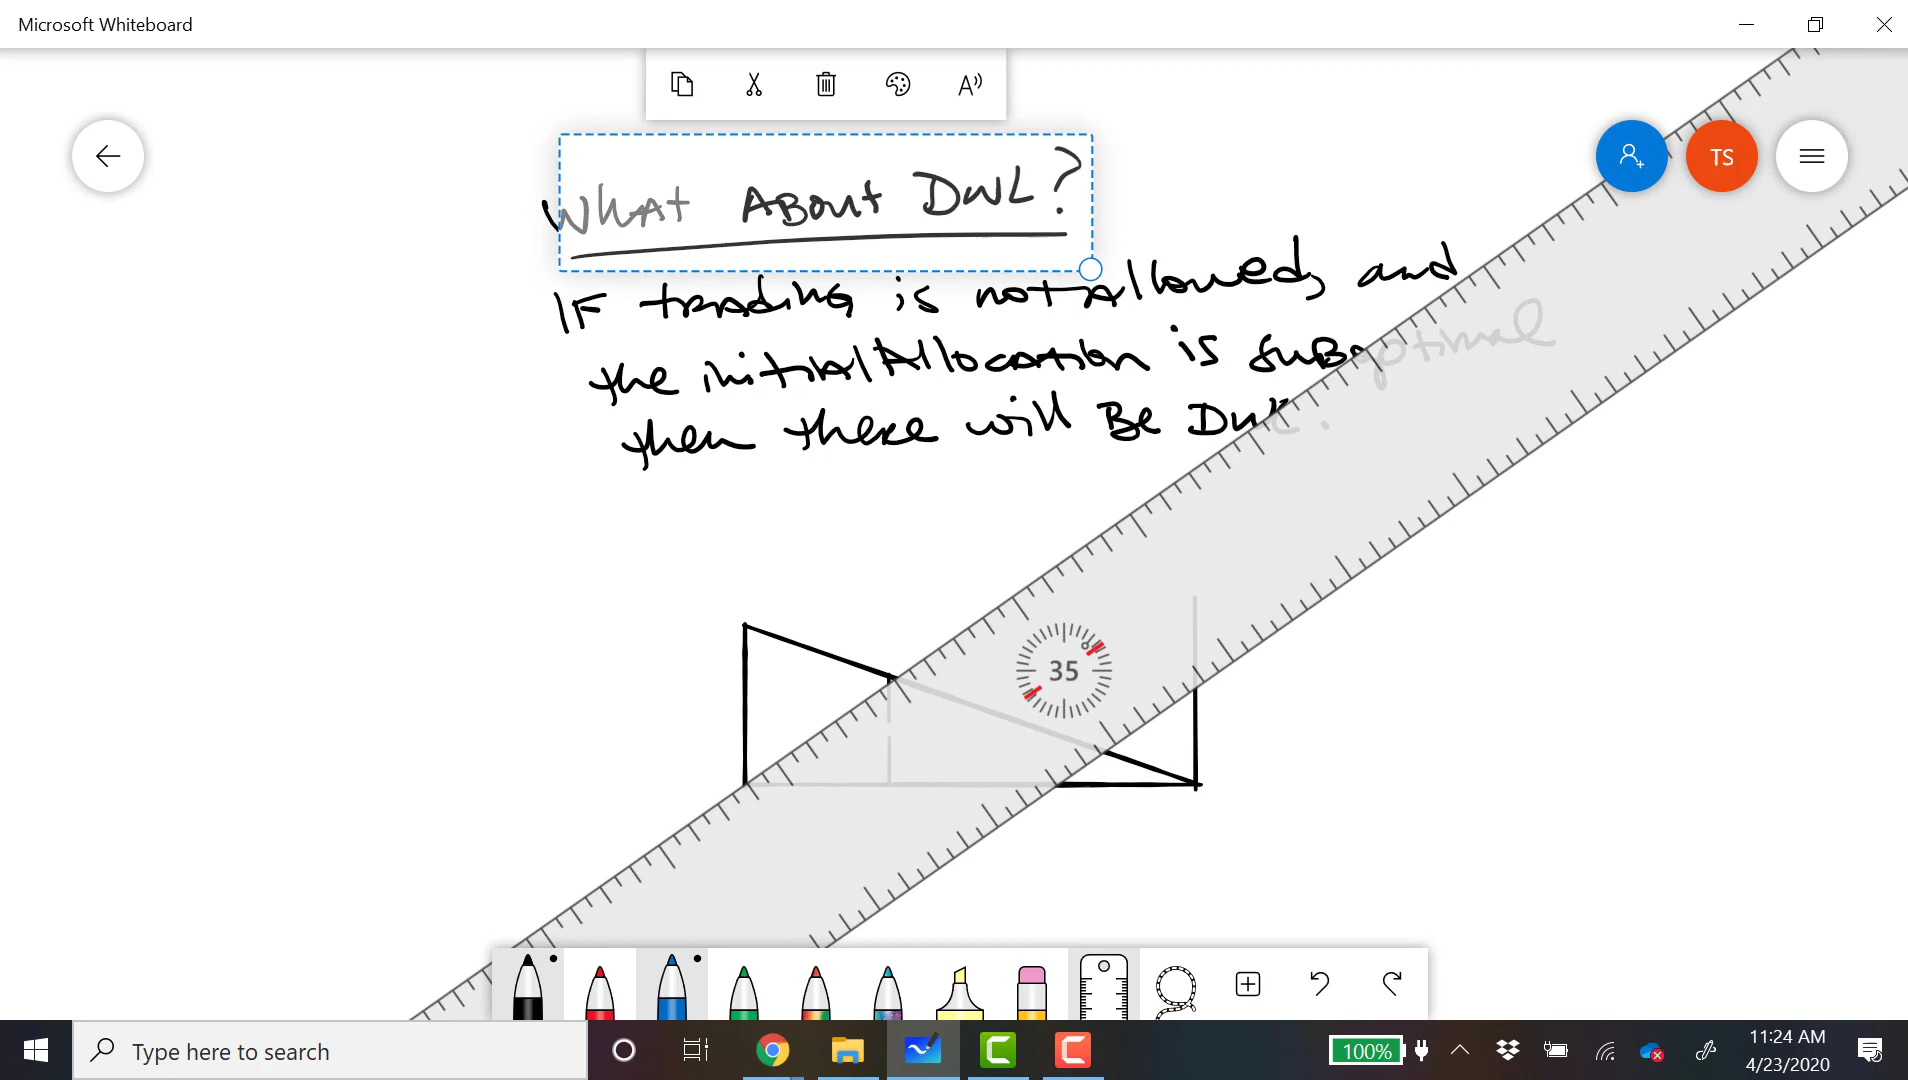 Microsoft Whiteboard
TS
What About DWL?
IF trading is not allowed, and
the initial Allocation is suboptimal
then there will Be DWL.
35
Type here to search
100%
11:24 AM
4/23/2020